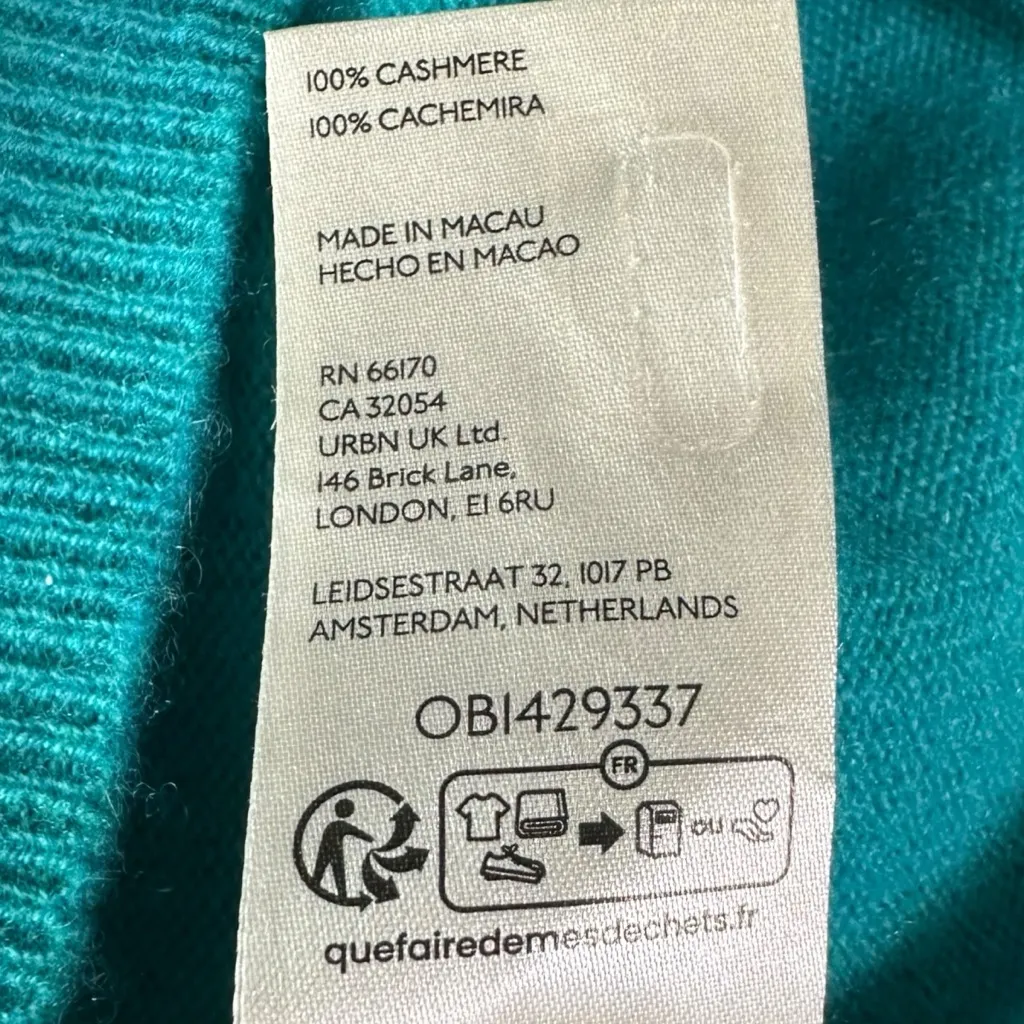 100% CASHMERE
100% CACHEMIRA
MADE IN MACAU
HECHO EN MACAO
RN 66170
CA 32054
URBN UK Ltd.
146 Brick Lane,
LONDON, E1 6RU
LEIDSESTRAAT 32, 1017 PB
AMSTERDAM, NETHERLANDS
OB1429337
FR
OU
quefairedemesdechets.fr